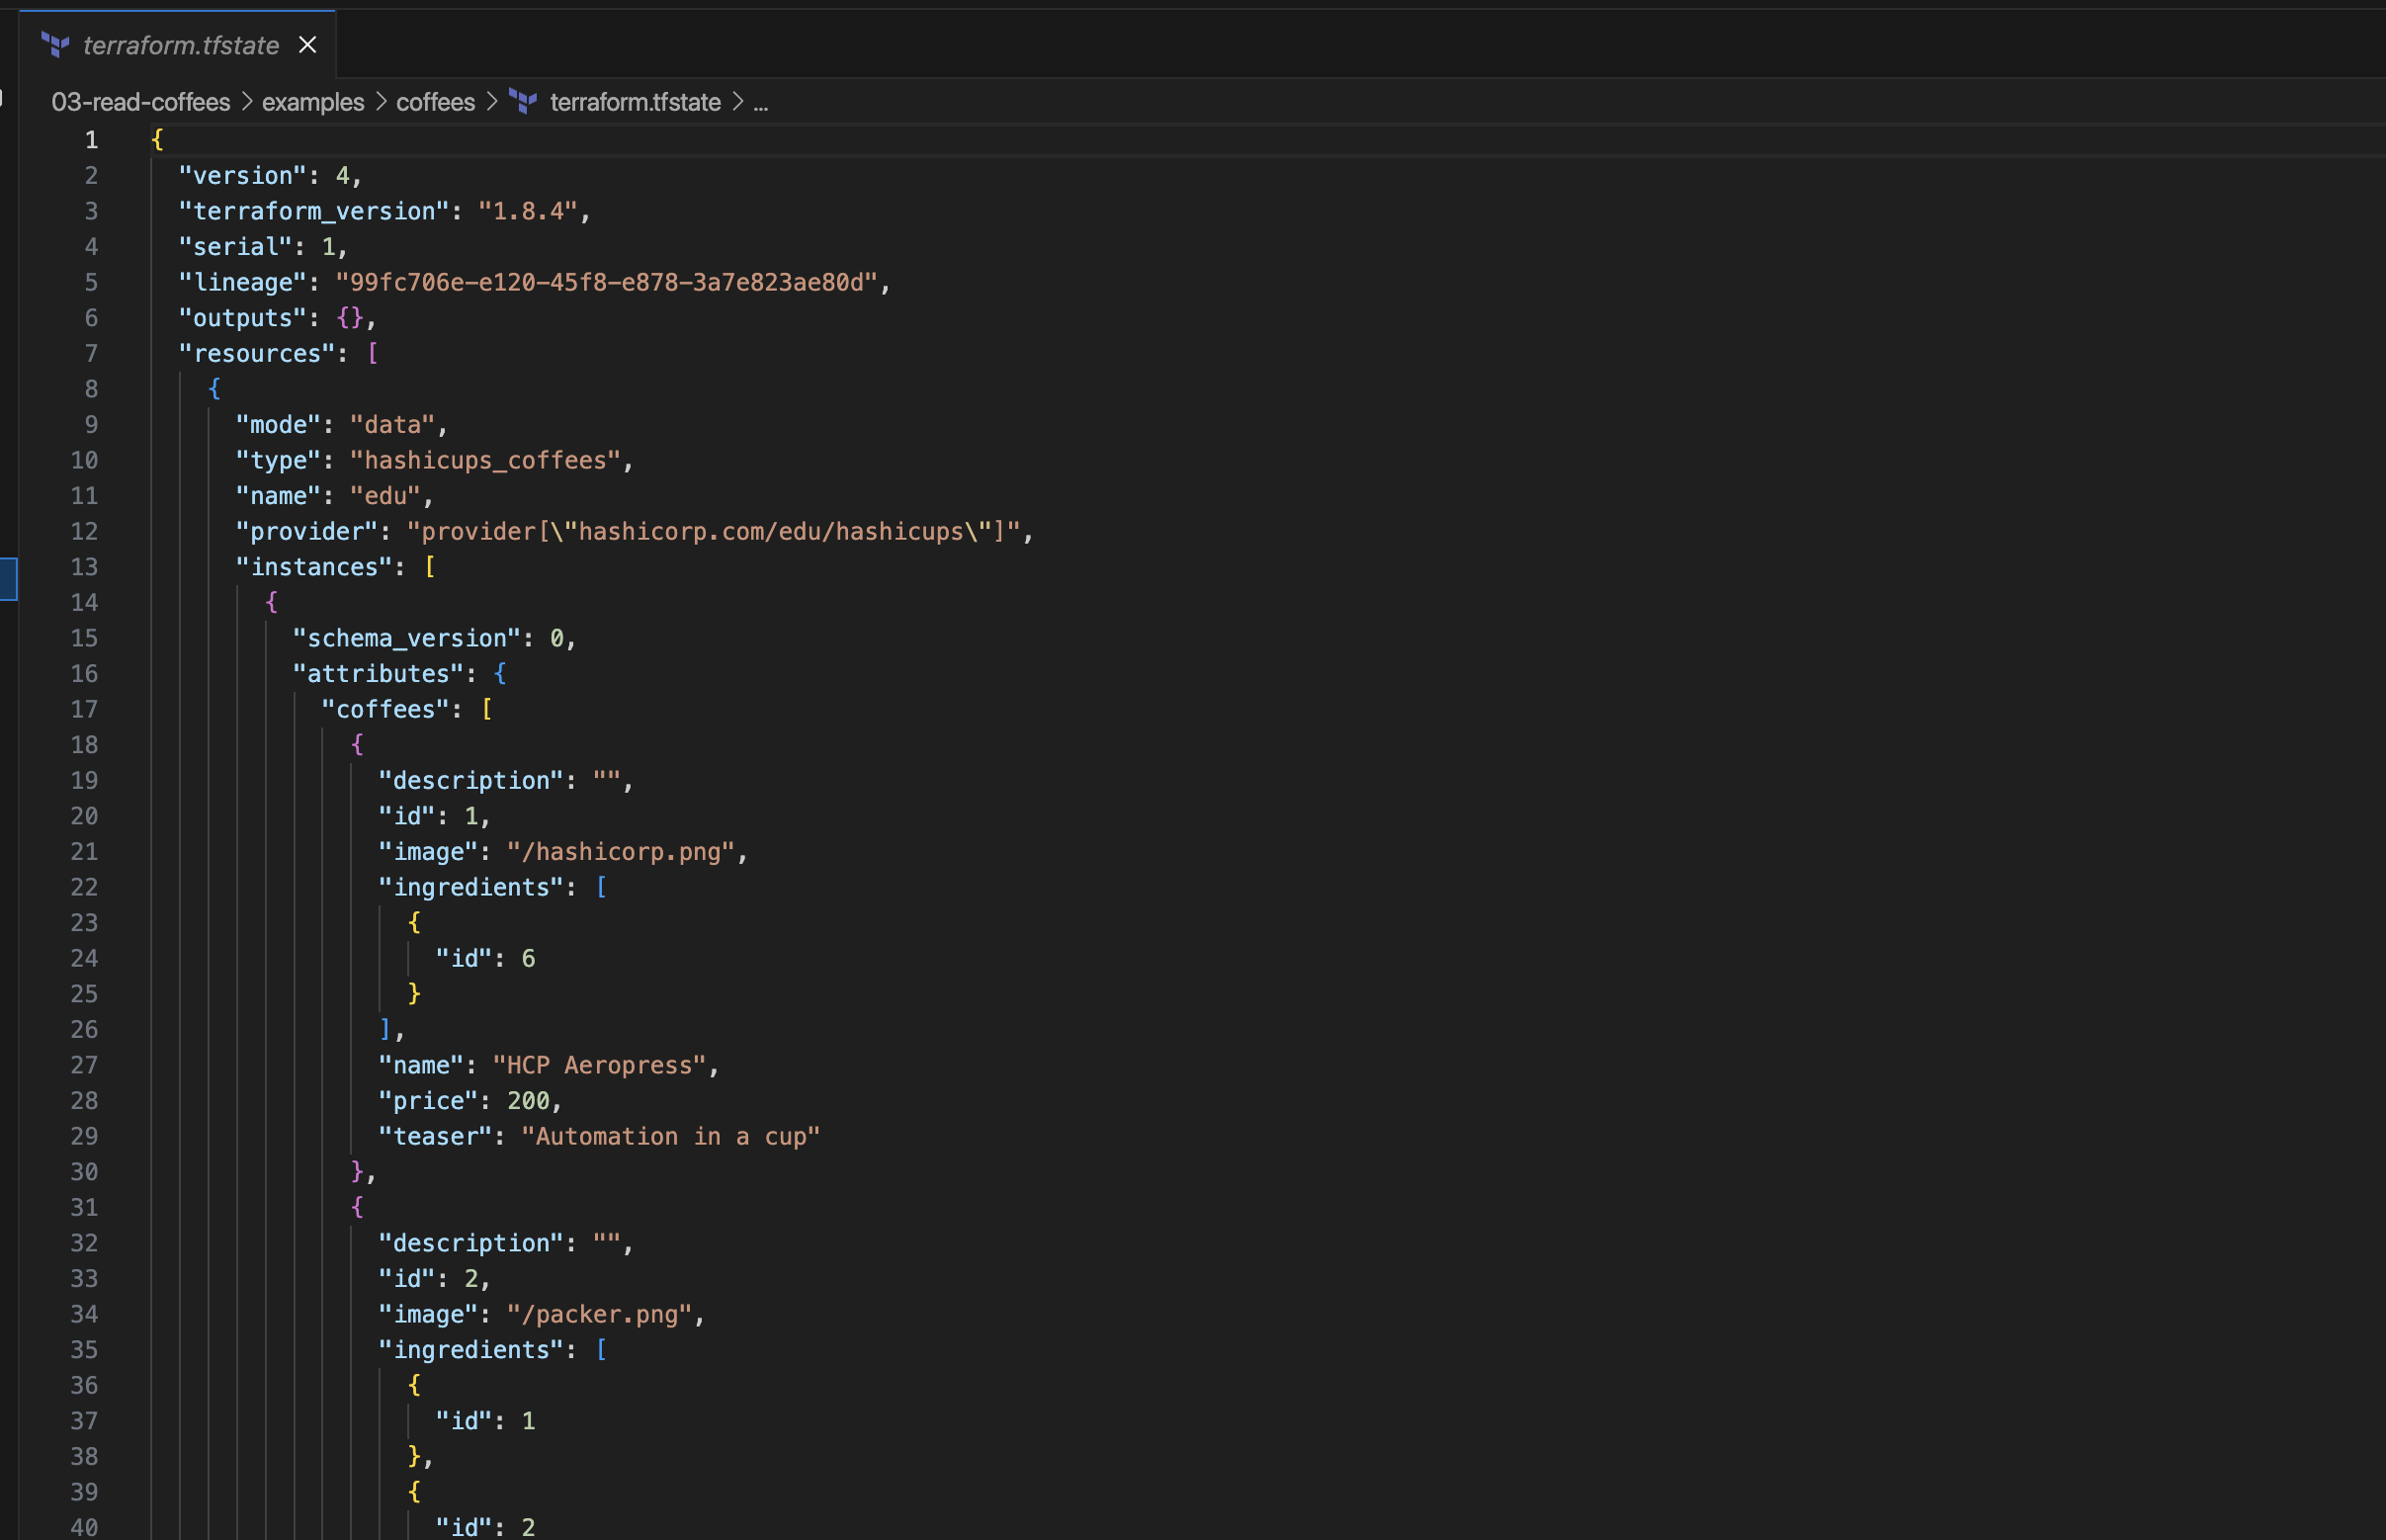 terraform.tfstate
03-read-coffees > examples > coffees > terraform.tfstate > ...
1 {
2 "version": 4,
3 "terraform_version": "1.8.4",
4 "serial": 1,
5 "lineage": "99fc706e-e120-45f8-e878-3a7e823ae80d",
6 "outputs": {},
7 "resources": [
8 {
9 "mode": "data",
10 "type": "hashicups_coffees",
11 "name": "edu",
12 "provider": "provider[\"hashicorp.com/edu/hashicups\"]",
13 "instances": [
14 {
15 "schema_version": 0,
16 "attributes": {
17 "coffees": [
18 {
19 "description": "",
20 "id": 1,
21 "image": "/hashicorp.png",
22 "ingredients": [
23 {
24 "id": 6
25 }
26 ],
27 "name": "HCP Aeropress",
28 "price": 200,
29 "teaser": "Automation in a cup"
30 },
31 {
32 "description": "",
33 "id": 2,
34 "image": "/packer.png",
35 "ingredients": [
36 {
37 "id": 1
38 },
39 {
40 "id": 2